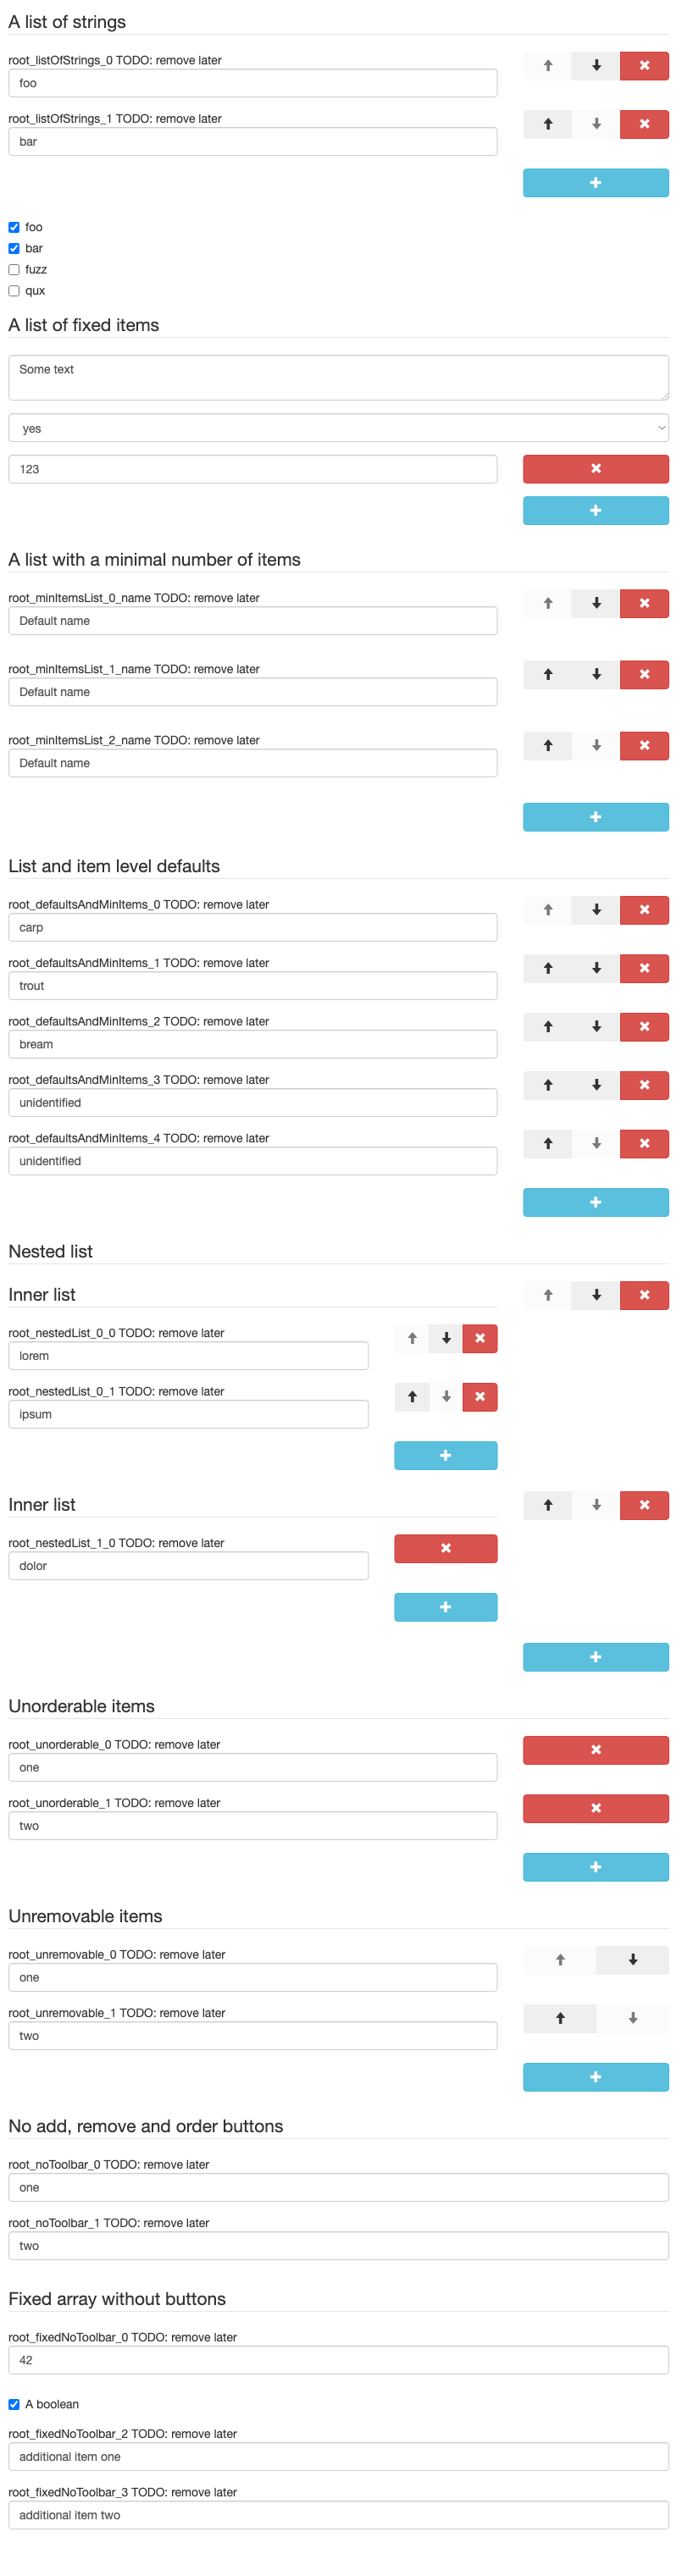 A list of strings
root_listOfStrings_0 TODO: remove later
foo
root_listOfStrings_1 TODO: remove later
bar
foo
bar
fuzz
qux
A list of fixed items
Some text
yes
123
A list with a minimal number of items
root_minItemsList_0_name TODO: remove later
Default name
root_minItemsList_1_name TODO: remove later
Default name
root_minItemsList_2_name TODO: remove later
Default name
List and item level defaults
root_defaultsAndMinItems_0 TODO: remove later
carp
root_defaultsAndMinItems_1 TODO: remove later
trout
root_defaultsAndMinItems_2 TODO: remove later
bream
root_defaultsAndMinItems_3 TODO: remove later
unidentified
root_defaultsAndMinItems_4 TODO: remove later
unidentified
Nested list
Inner list
root_nestedList_0_0 TODO: remove later
lorem
root_nestedList_0_1 TODO: remove later
ipsum
Inner list
root_nestedList_1_0 TODO: remove later
dolor
Unorderable items
root_unorderable_0 TODO: remove later
one
root_unorderable_1 TODO: remove later
two
Unremovable items
root_unremovable_0 TODO: remove later
one
root_unremovable_1 TODO: remove later
two
No add, remove and order buttons
root_noToolbar_0 TODO: remove later
one
root_noToolbar_1 TODO: remove later
two
Fixed array without buttons
root_fixedNoToolbar_0 TODO: remove later
42
A boolean
root_fixedNoToolbar_2 TODO: remove later
additional item one
root_fixedNoToolbar_3 TODO: remove later
additional item two